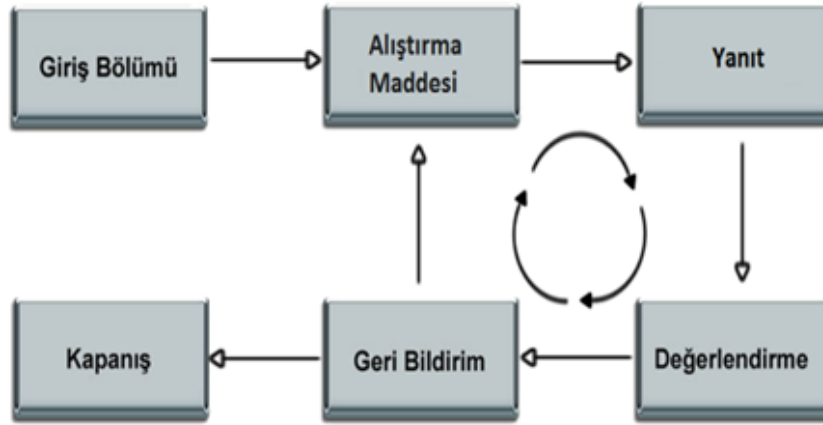 Giriş Bölümü
Alıştırma
Maddesi
Yanıt
Kapanış
Geri Bildirim
Değerlendirme